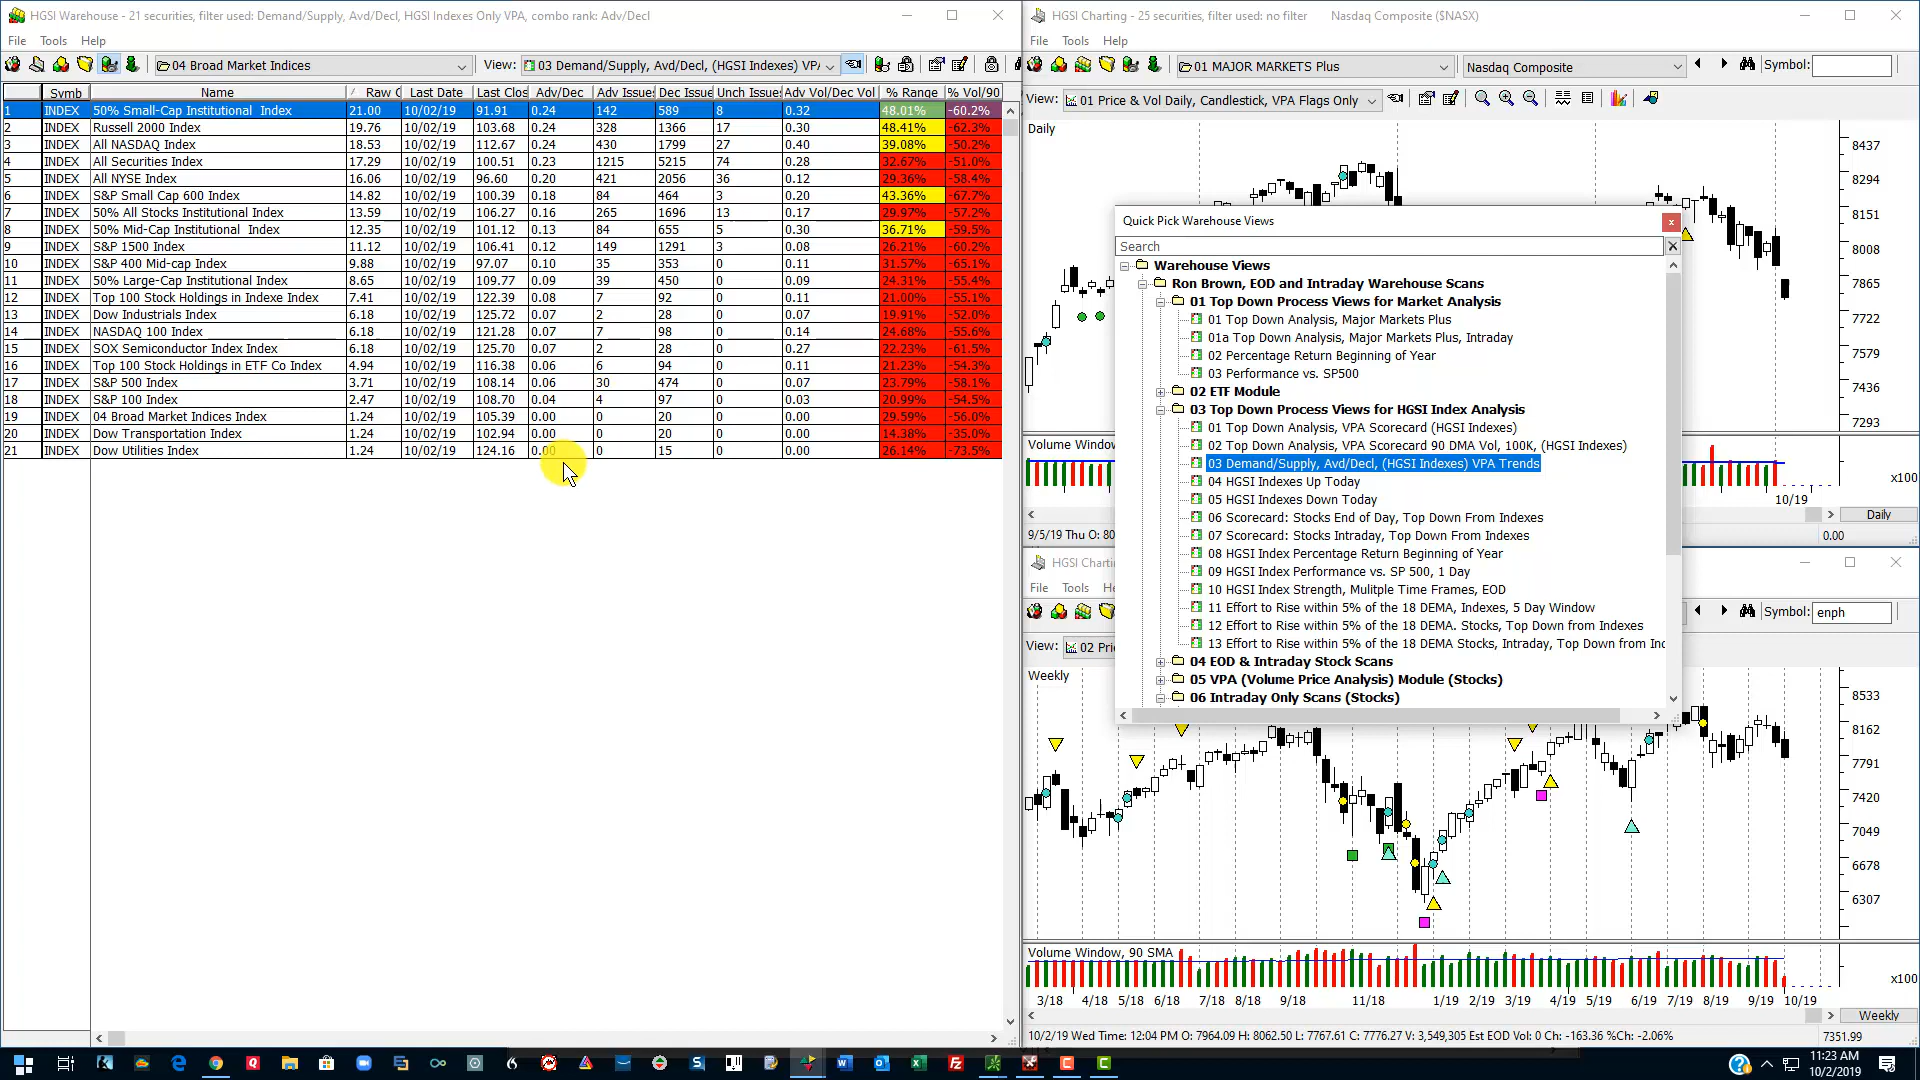 HGSI Warehouse - 21 securities, filter used: Demand/Supply, Avd/Decl, HGSI Indexes Only VPA, combo rank: Adv/Decl
File Tools Help
04 Broad Market Indices View: 03 Demand/Supply, Avd/Decl, (HGSI Indexes) VPA
Symb Name Raw C Last Date Last Clos Adv/Dec Adv Issues Dec Issues Unch Issues Adv Vol/Dec Vol % Range % Vol/90
1 INDEX 50% Small-Cap Institutional Index 21.00 10/02/19 91.91 0.24 142 589 8 0.32 48.01% -60.2%
2 INDEX Russell 2000 Index 19.76 10/02/19 103.68 0.24 328 1366 17 0.30 48.41% -62.3%
3 INDEX All NASDAQ Index 18.53 10/02/19 112.67 0.24 430 1799 27 0.40 39.08% -50.2%
4 INDEX All Securities Index 17.29 10/02/19 100.51 0.23 1215 5215 74 0.28 32.67% -51.0%
5 INDEX All NYSE Index 16.06 10/02/19 96.60 0.20 421 2056 36 0.12 29.36% -58.4%
6 INDEX S&P Small Cap 600 Index 14.82 10/02/19 100.39 0.18 84 464 3 0.20 43.36% -67.7%
7 INDEX 50% All Stocks Institutional Index 13.59 10/02/19 106.27 0.16 265 1696 13 0.17 29.97% -57.2%
8 INDEX 50% Mid-Cap Institutional Index 12.35 10/02/19 101.12 0.13 84 655 5 0.30 36.71% -59.5%
9 INDEX S&P 1500 Index 11.12 10/02/19 106.41 0.12 149 1291 3 0.08 26.21% -60.2%
10 INDEX S&P 400 Mid-cap Index 9.88 10/02/19 97.07 0.10 35 353 0 0.11 31.57% -65.1%
11 INDEX 50% Large-Cap Institutional Index 8.65 10/02/19 109.77 0.09 39 450 0 0.09 24.31% -55.4%
12 INDEX Top 100 Stock Holdings in Indexe Index 7.41 10/02/19 122.39 0.08 7 92 0 0.11 21.00% -55.1%
13 INDEX Dow Industrials Index 6.18 10/02/19 125.72 0.07 2 28 0 0.07 19.91% -52.0%
14 INDEX NASDAQ 100 Index 6.18 10/02/19 121.28 0.07 7 98 0 0.14 24.68% -55.6%
15 INDEX SOX Semiconductor Index Index 6.18 10/02/19 125.70 0.07 2 28 0 0.27 22.23% -61.5%
16 INDEX Top 100 Stock Holdings in ETF Co Index 4.94 10/02/19 116.38 0.06 6 94 0 0.11 21.23% -54.3%
17 INDEX S&P 500 Index 3.71 10/02/19 108.14 0.06 30 474 0 0.07 23.79% -58.1%
18 INDEX S&P 100 Index 2.47 10/02/19 108.70 0.04 4 97 0 0.03 20.99% -54.5%
19 INDEX 04 Broad Market Indices Index 1.24 10/02/19 105.39 0.00 0 20 0 0.00 29.59% -56.0%
20 INDEX Dow Transportation Index 1.24 10/02/19 102.94 0.00 0 20 0 0.00 14.38% -35.0%
21 INDEX Dow Utilities Index 1.24 10/02/19 124.16 0.00 0 15 0 0.00 26.14% -73.5%
HGSI Charting - 25 securities, filter used: no filter Nasdaq Composite ($NASX)
File Tools Help
01 MAJOR MARKETS Plus Nasdaq Composite Symbol:
View: 01 Price & Vol Daily, Candlestick, VPA Flags Only
Daily
8437
8294
8151
8008
7865
7722
7579
7436
7293
Volume Window
x100
10/19
Daily
9/5/19 Thu O: 80 0.00
Quick Pick Warehouse Views
Search
Warehouse Views
Ron Brown, EOD and Intraday Warehouse Scans
01 Top Down Process Views for Market Analysis
01 Top Down Analysis, Major Markets Plus
01a Top Down Analysis, Major Markets Plus, Intraday
02 Percentage Return Beginning of Year
03 Performance vs. SP500
02 ETF Module
03 Top Down Process Views for HGSI Index Analysis
01 Top Down Analysis, VPA Scorecard (HGSI Indexes)
02 Top Down Analysis, VPA Scorecard 90 DMA Vol, 100K, (HGSI Indexes)
03 Demand/Supply, Avd/Decl, (HGSI Indexes) VPA Trends
04 HGSI Indexes Up Today
05 HGSI Indexes Down Today
06 Scorecard: Stocks End of Day, Top Down From Indexes
07 Scorecard: Stocks Intraday, Top Down From Indexes
08 HGSI Index Percentage Return Beginning of Year
09 HGSI Index Performance vs. SP 500, 1 Day
10 HGSI Index Strength, Mulitple Time Frames, EOD
11 Effort to Rise within 5% of the 18 DEMA, Indexes, 5 Day Window
12 Effort to Rise within 5% of the 18 DEMA. Stocks, Top Down from Indexes
13 Effort to Rise within 5% of the 18 DEMA Stocks, Intraday, Top Down from Ind
04 EOD & Intraday Stock Scans
05 VPA (Volume Price Analysis) Module (Stocks)
06 Intraday Only Scans (Stocks)
HGSI Charti
File Tools He
Symbol: enph
View: 02 Pri
Weekly
8533
8162
7791
7420
7049
6678
6307
Volume Window, 90 SMA
x100
3/18 4/18 5/18 6/18 7/18 8/18 9/18 11/18 1/19 2/19 3/19 4/19 5/19 6/19 7/19 8/19 9/19 10/19
Weekly
10/2/19 Wed Time: 12:04 PM O: 7964.09 H: 8062.50 L: 7767.61 C: 7776.27 V: 3,549,305 Est EOD Vol: 0 Ch: -163.36 %Ch: -2.06% 7351.99
11:23 AM
10/2/2019